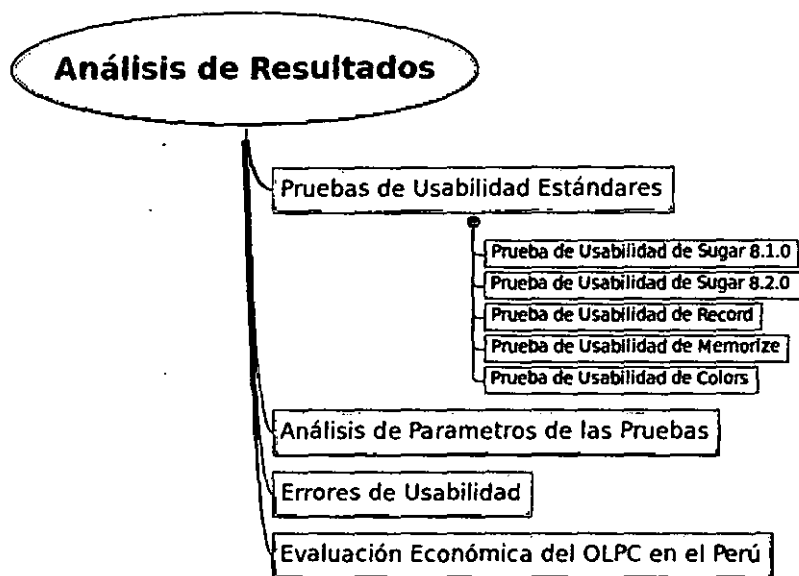 Análisis de Resultados
Pruebas de Usabilidad Estándares
Prueba de Usabilidad de Sugar 8.1.0
Prueba de Usabilidad de Sugar 8.2.0
Prueba de Usabilidad de Record
Prueba de Usabilidad de Memorize
Prueba de Usabilidad de Colors
Análisis de Parametros de las Pruebas
Errores de Usabilidad
Evaluación Económica del OLPC en el Perú